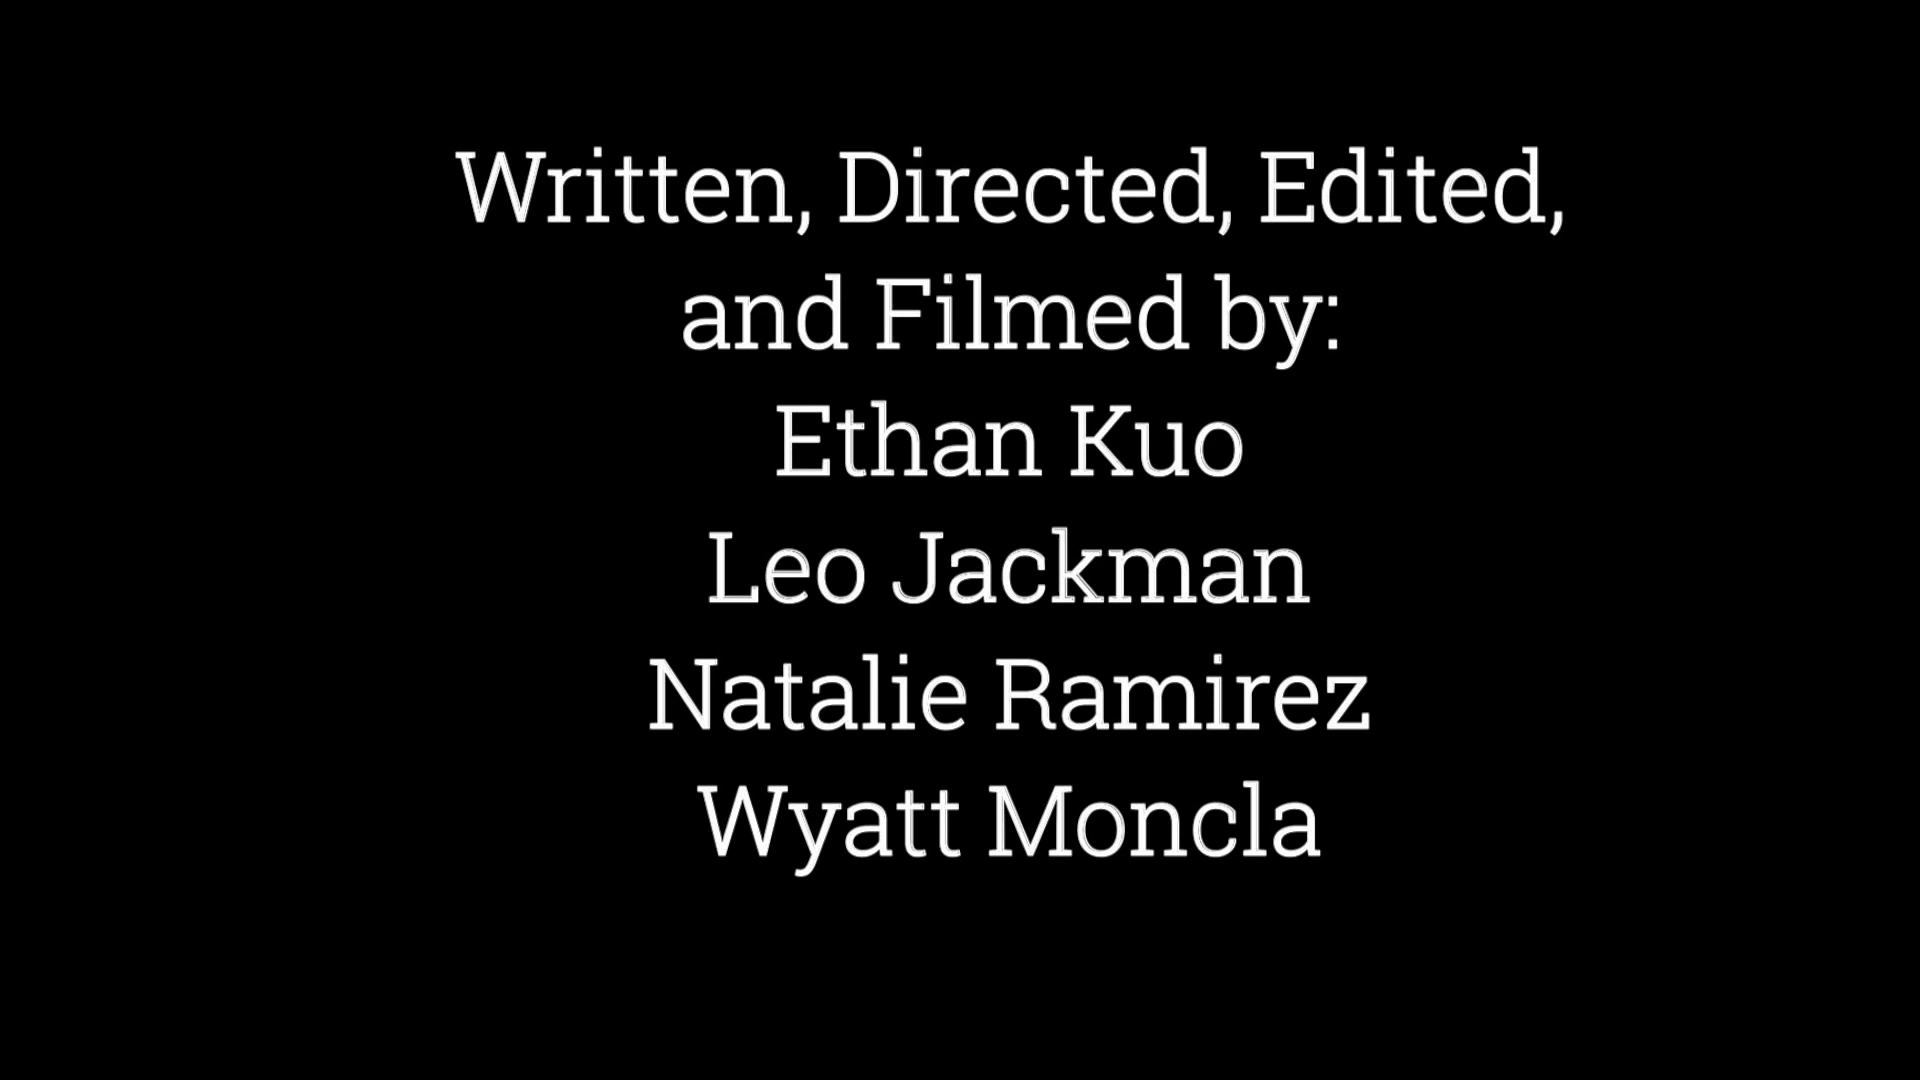 Written, Directed, Edited,
and Filmed by:
Ethan Kuo
Leo Jackman
Natalie Ramirez
Wyatt Moncla